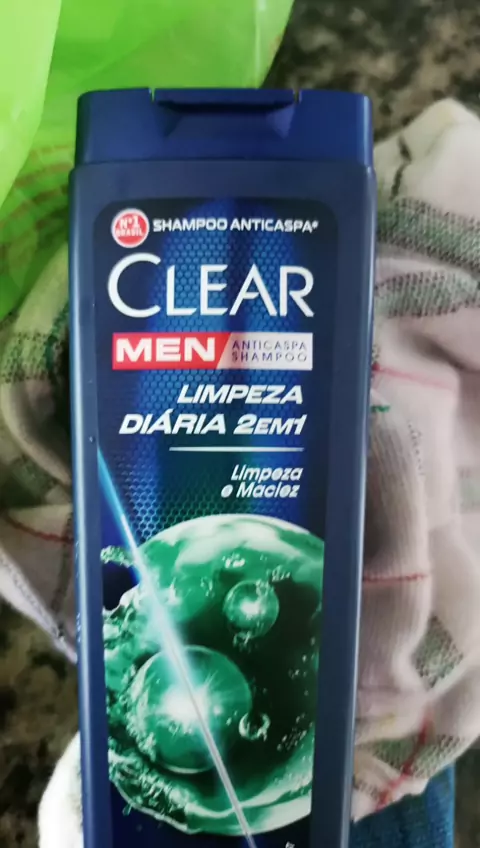 Nº1
BRASIL
SHAMPOO ANTICASPA*
CLEAR
MEN
ANTICASPA
SHAMPOO
LIMPEZA
DIÁRIA 2EM1
Limpeza
e Maciez